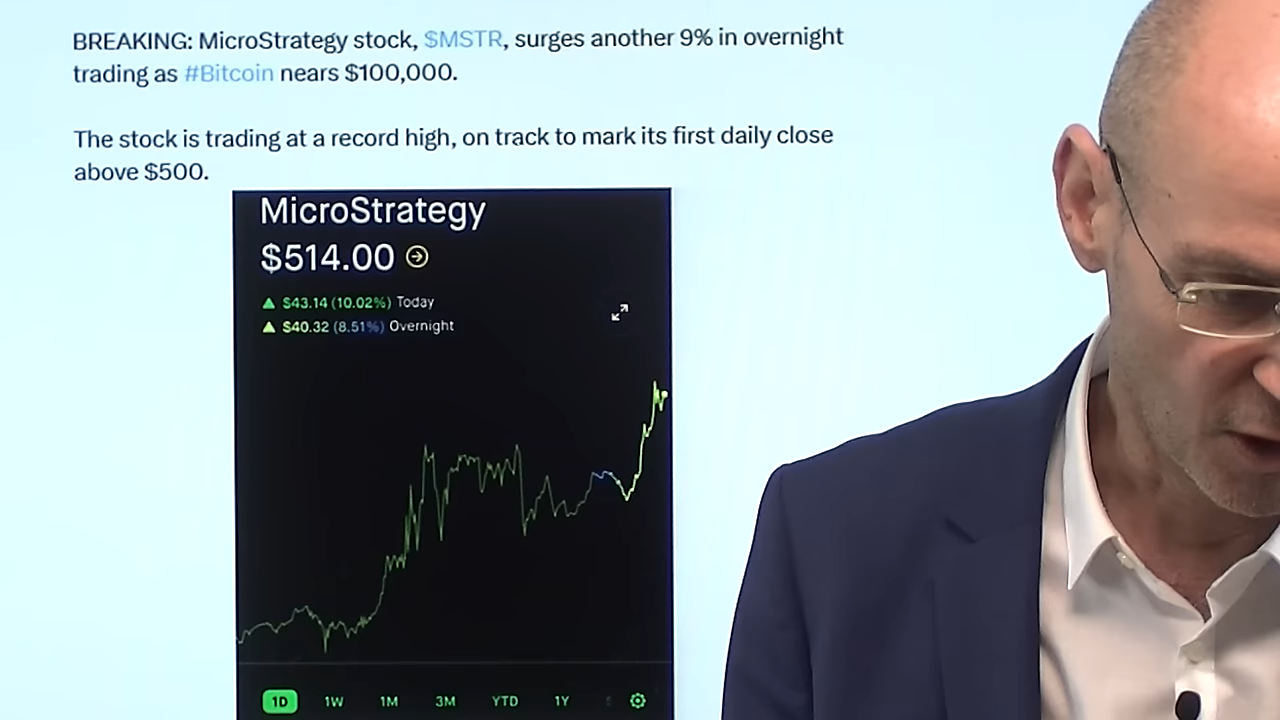 BREAKING: MicroStrategy stock, $MSTR, surges another 9% in overnight
trading as #Bitcoin nears $100,000.
The stock is trading at a record high, on track to mark its first daily close
above $500.
MicroStrategy
$514.00
▲ $43.14 (10.02%) Today
▲ $40.32 (8.51%) Overnight
1D 1W 1M 3M YTD 1Y